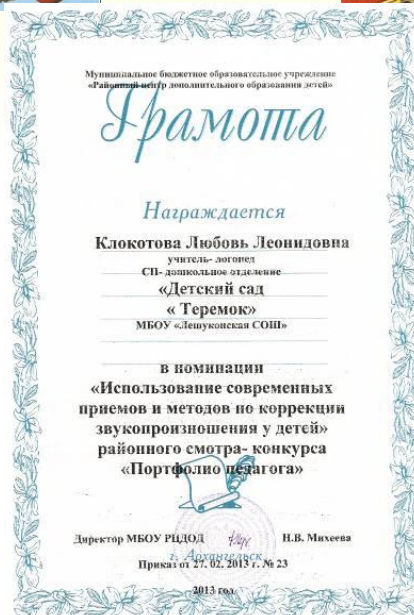 Муниципальное бюджетное образовательное учреждение
«Районный центр дополнительного образования детей»
Грамота
Награждается
Клокотова Любовь Леонидовна
учитель- логопед
СП- дошкольное отделение
«Детский сад
« Теремок»
МБОУ «Лешуконская СОШ»
в номинации
«Использование современных
приемов и методов по коррекции
звукопроизношения у детей»
районного смотра- конкурса
«Портфолио педагога»
Директор МБОУ РЦДОД Н.В. Михеева
г. Архангельск
Приказ от 27. 02. 2013 г. № 23
2013 год